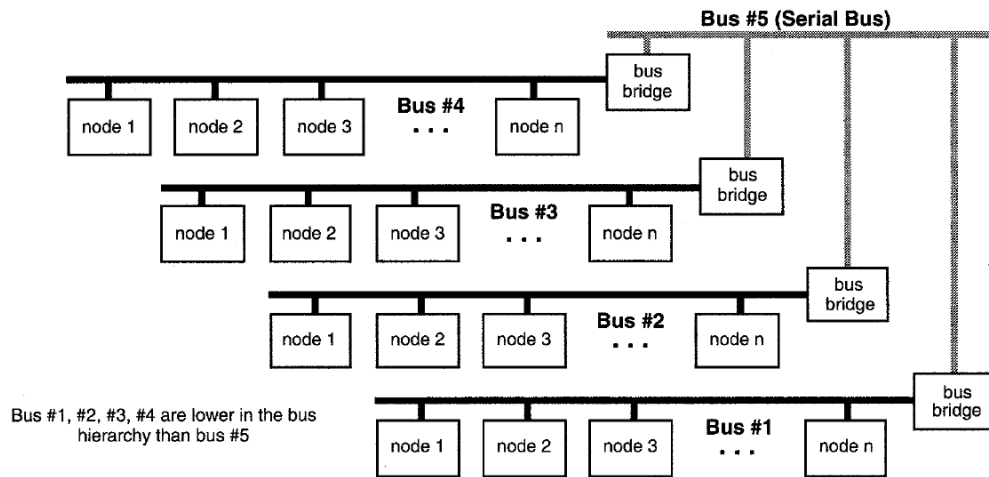 Bus #5 (Serial Bus)
bus
bridge
Bus #4
node 1
node 2
node 3
. . .
node n
bus
bridge
Bus #3
node 1
node 2
node 3
. . .
node n
bus
bridge
Bus #2
node 1
node 2
node 3
. . .
node n
bus
bridge
Bus #1, #2, #3, #4 are lower in the bus
hierarchy than bus #5
Bus #1
node 1
node 2
node 3
. . .
node n